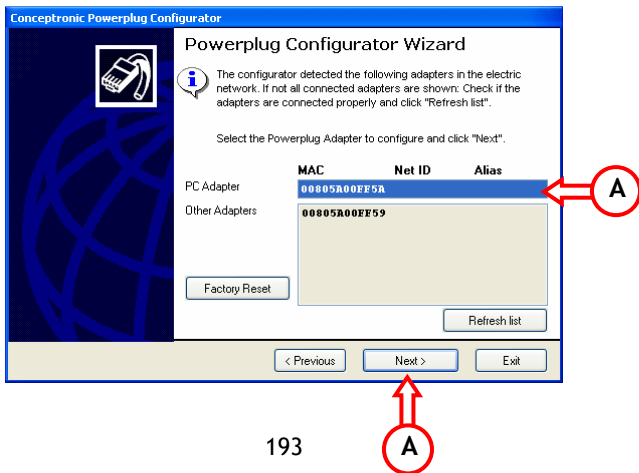 Conceptronic Powerplug Configurator
Powerplug Configurator Wizard
The configurator detected the following adapters in the electric
network. If not all connected adapters are shown: Check if the
adapters are connected properly and click "Refresh list".
Select the Powerplug Adapter to configure and click "Next".
MAC Net ID Alias
PC Adapter 00805A00FF5A
A
Other Adapters 00805A00FF59
Factory Reset
Refresh list
< Previous Next > Exit
193 A